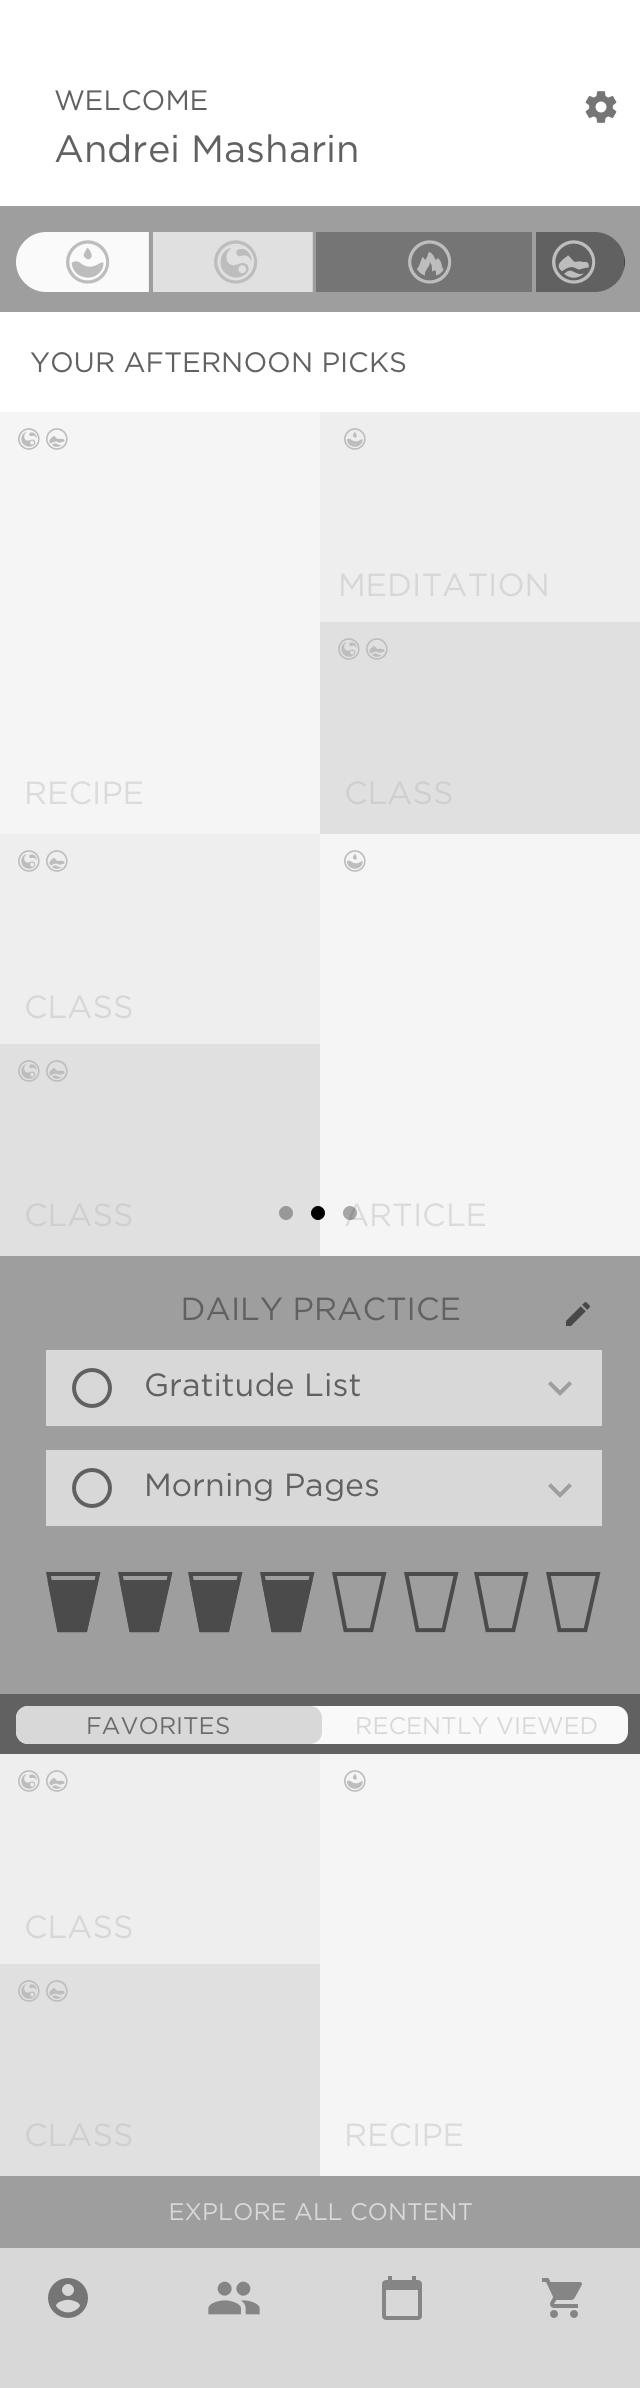 WELCOME
Andrei Masharin
YOUR AFTERNOON PICKS
MEDITATION
RECIPE
CLASS
CLASS
CLASS
ARTICLE
DAILY PRACTICE
Gratitude List
Morning Pages
FAVORITES
RECENTLY VIEWED
CLASS
CLASS
RECIPE
EXPLORE ALL CONTENT